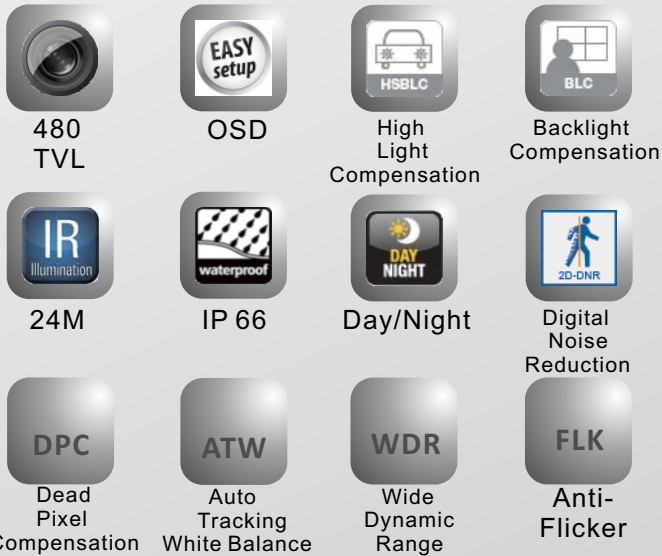 EASY
setup
HSBLC
BLC
480
TVL
OSD
High
Light
Compensation
Backlight
Compensation
IR
Illumination
waterproof
DAY
NIGHT
2D-DNR
24M
IP 66
Day/Night
Digital
Noise
Reduction
DPC
ATW
WDR
FLK
Dead
Pixel
Compensation
Auto
Tracking
White Balance
Wide
Dynamic
Range
Anti-
Flicker